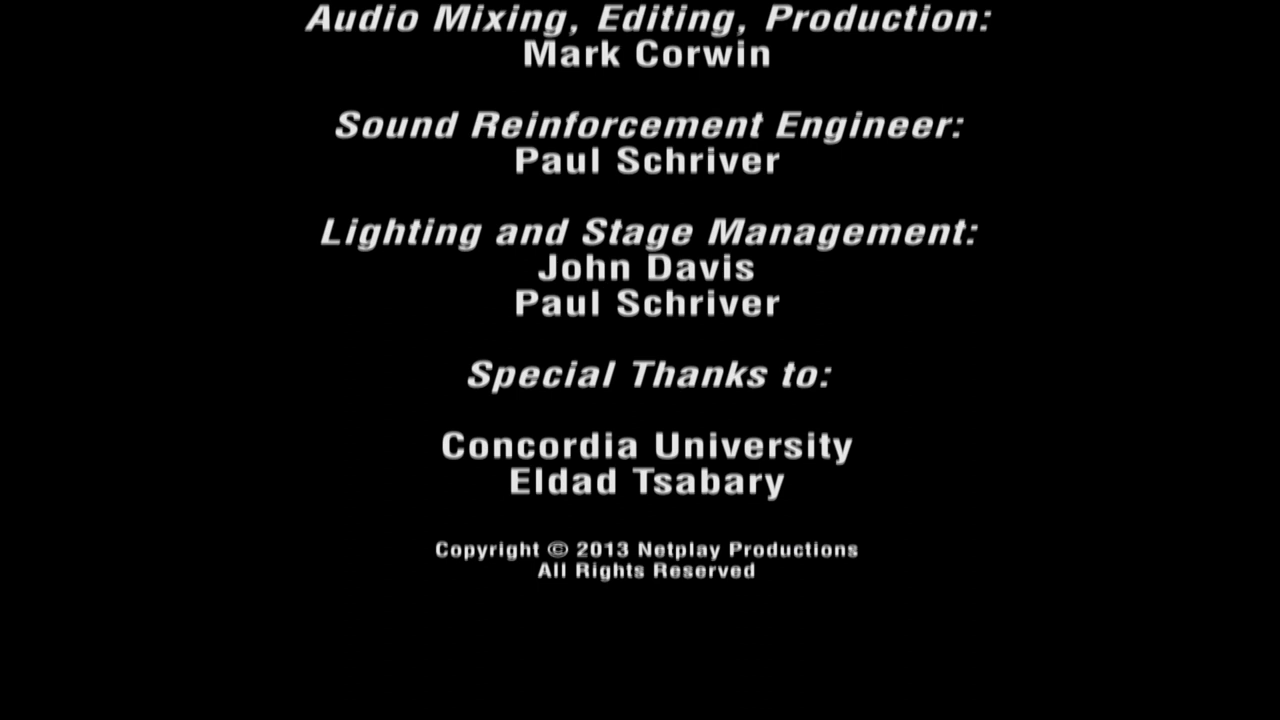 Audio Mixing, Editing, Production:
Mark Corwin
Sound Reinforcement Engineer:
Paul Schriver
Lighting and Stage Management:
John Davis
Paul Schriver
Special Thanks to:
Concordia University
Eldad Tsabary
Copyright © 2013 Netplay Productions
All Rights Reserved